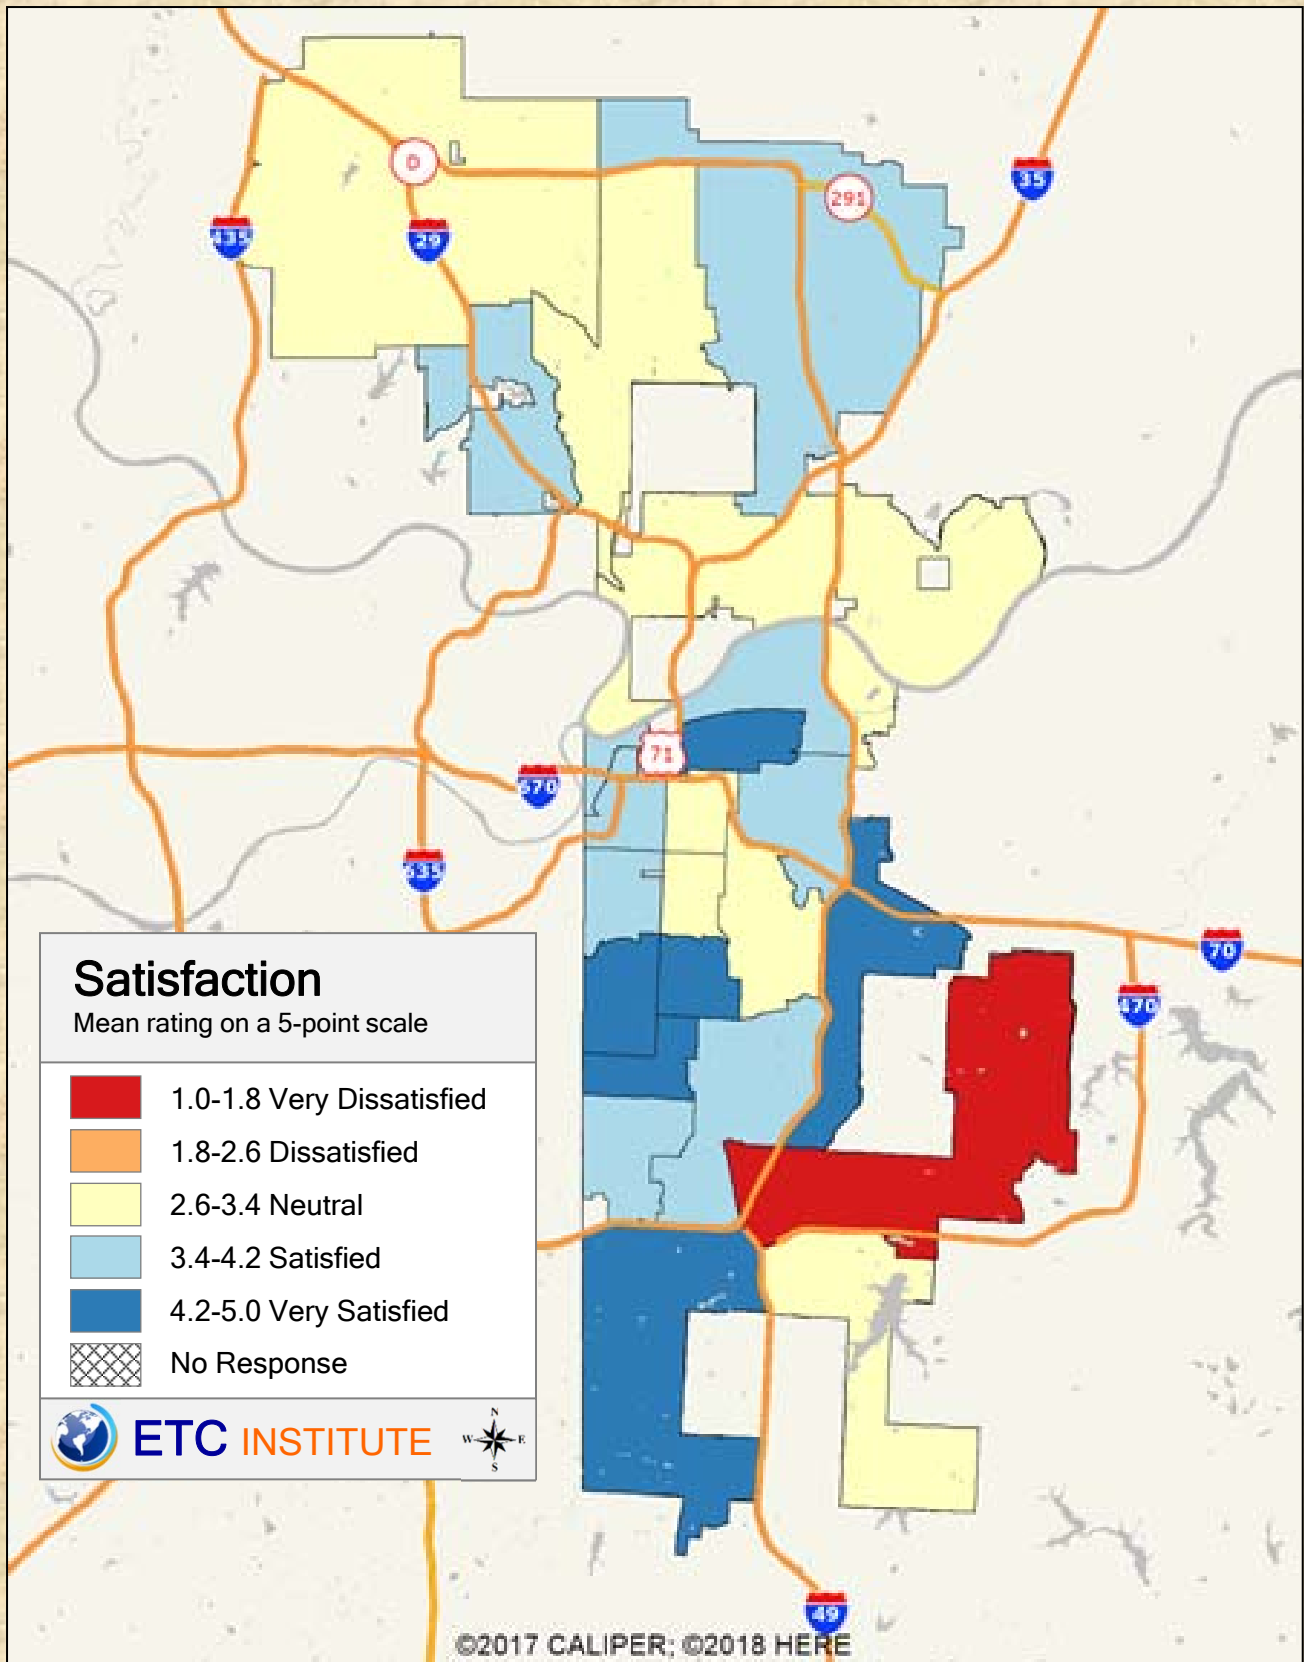 D
291
35
435
29
71
670
635
70
470
Satisfaction
Mean rating on a 5-point scale
1.0-1.8 Very Dissatisfied
1.8-2.6 Dissatisfied
2.6-3.4 Neutral
3.4-4.2 Satisfied
4.2-5.0 Very Satisfied
No Response
ETC INSTITUTE
N
W E
S
49
©2017 CALIPER; ©2018 HERE